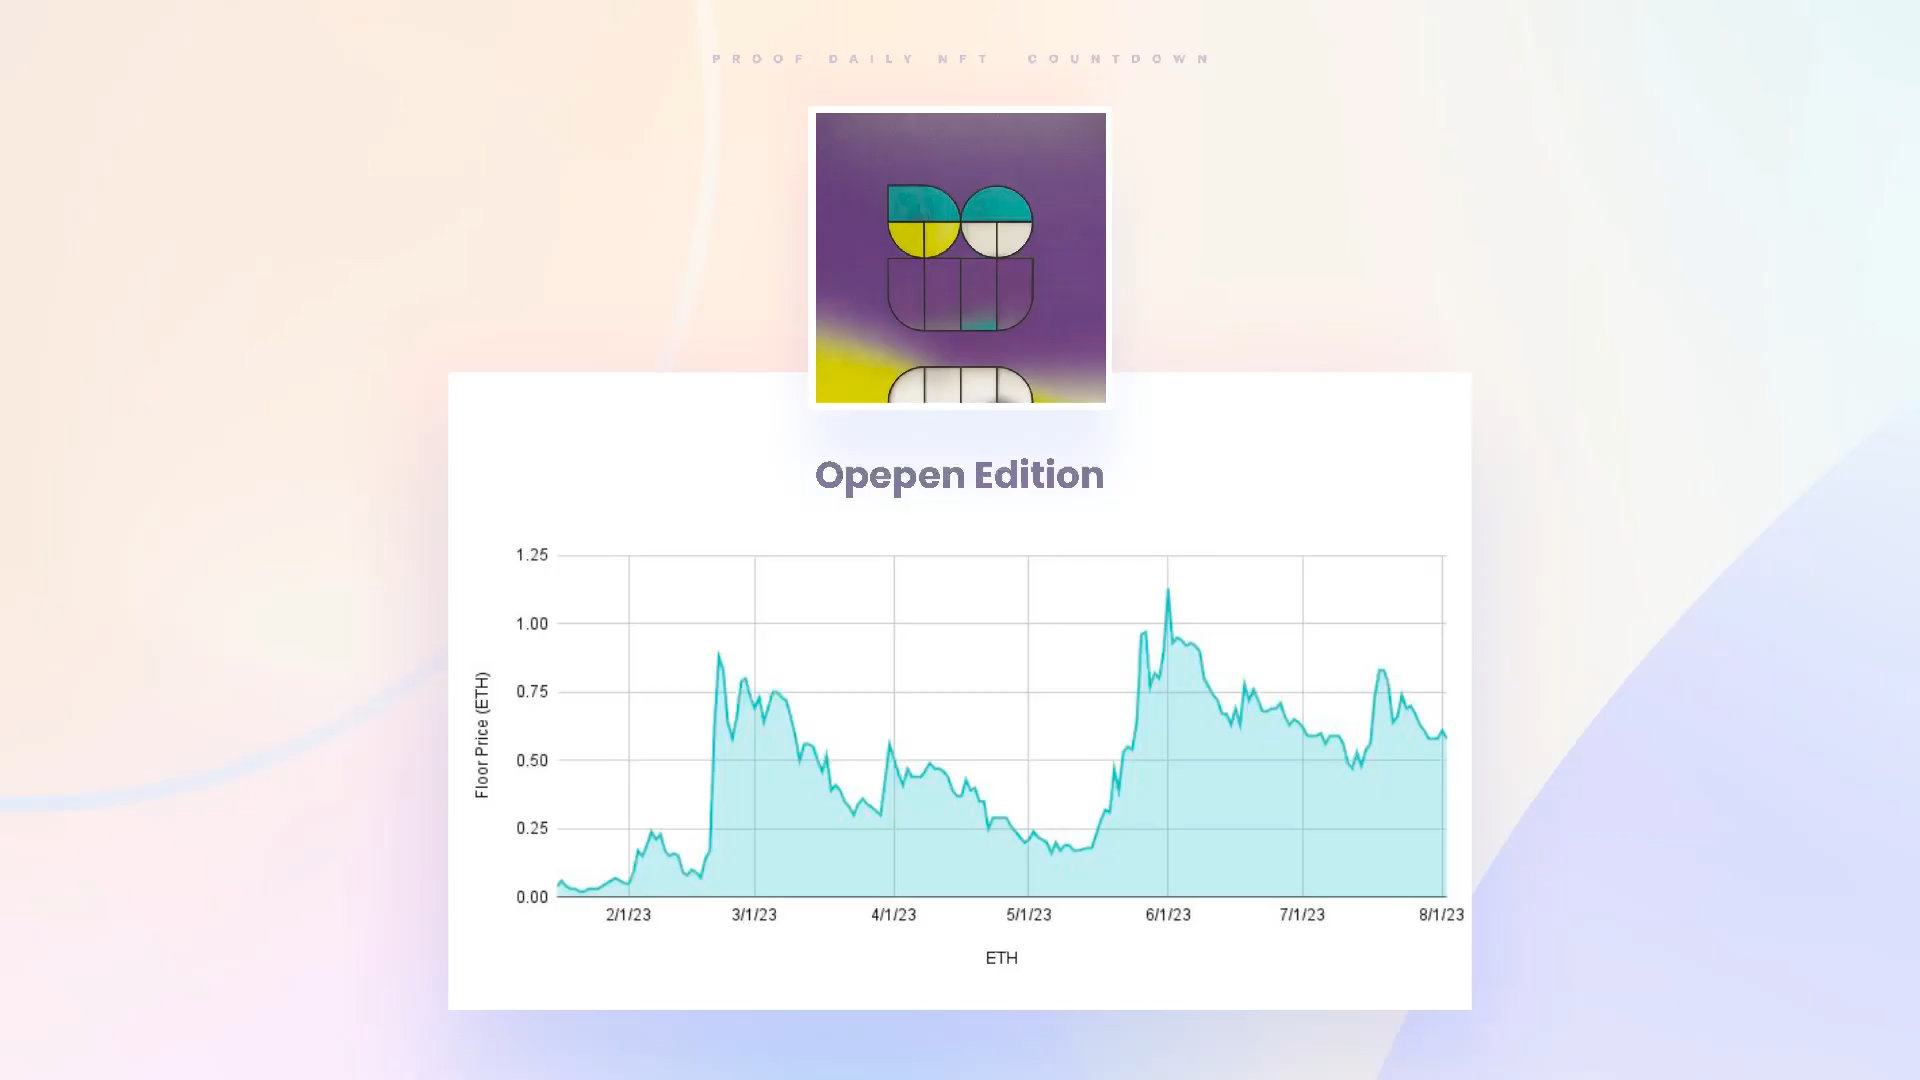 PROOF DAILY NFT COUNTDOWN
Opepen Edition
1.25
1.00
0.75
0.50
0.25
0.00
Floor Price (ETH)
2/1/23 3/1/23 4/1/23 5/1/23 6/1/23 7/1/23 8/1/23
ETH